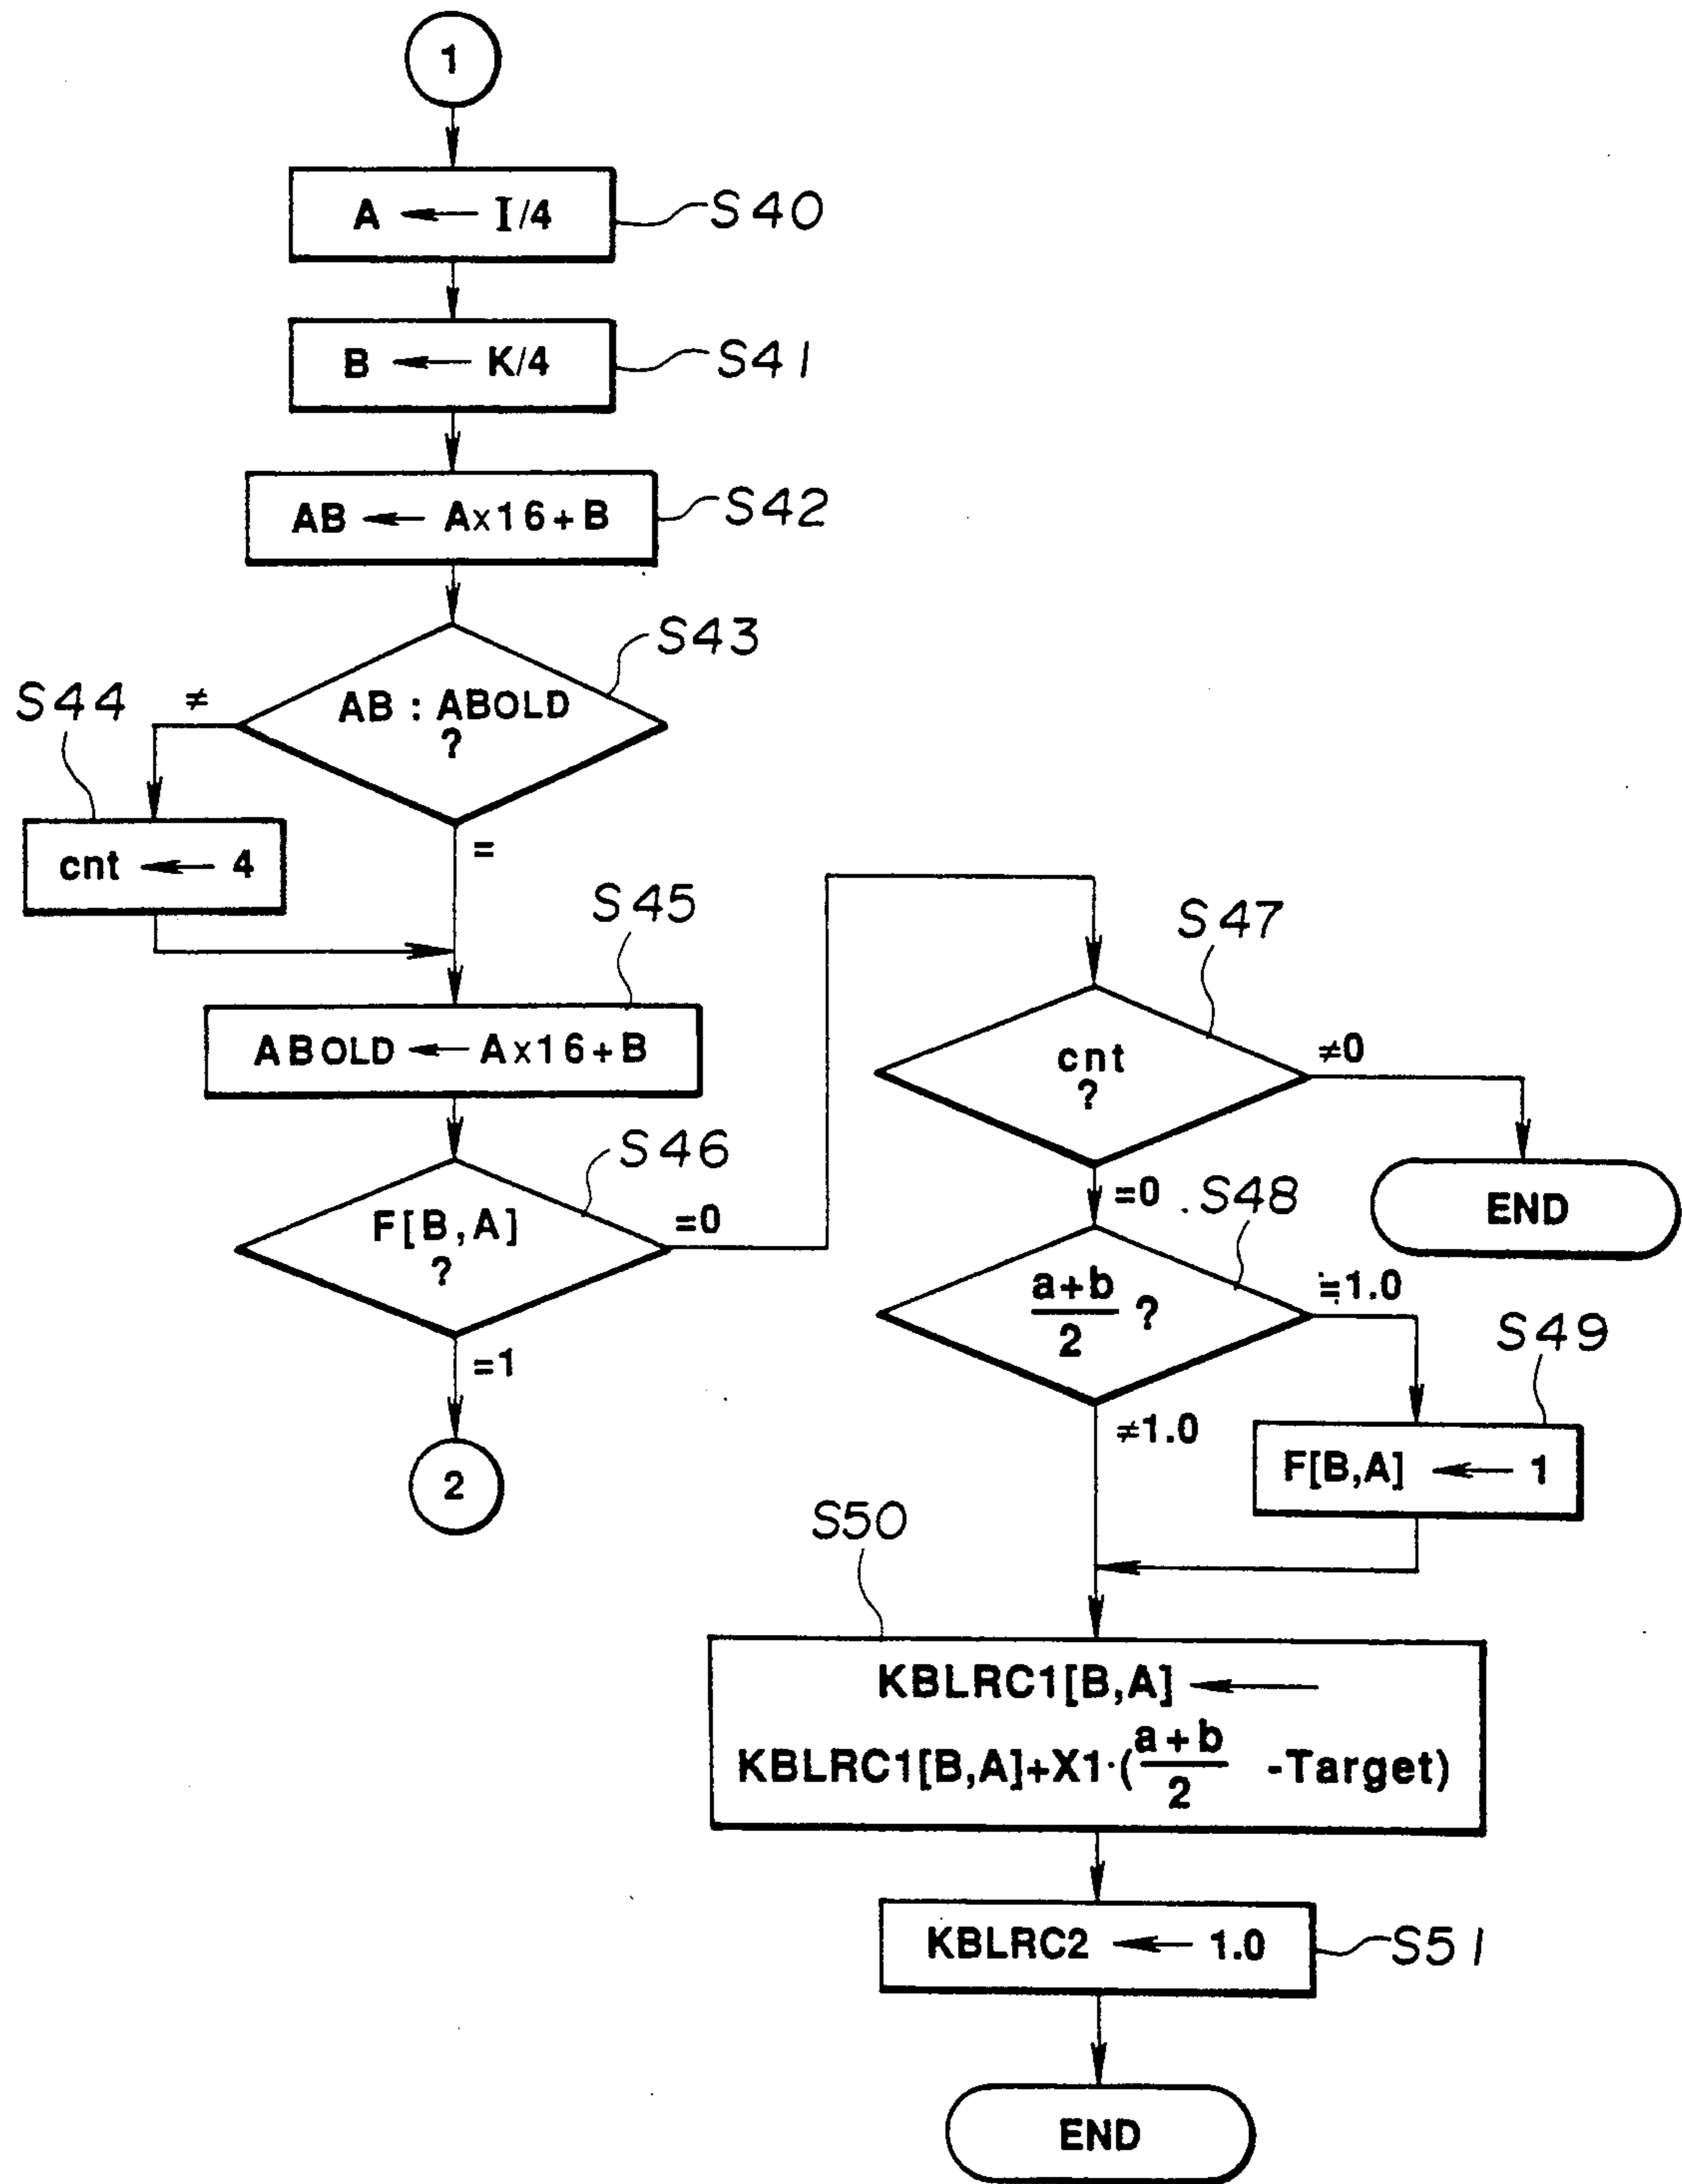 1
A ← I/4
S40
B ← K/4
S41
AB ← A×16+B
S42
S43
AB : ABOLD
?
≠
=
S44
cnt ← 4
S45
ABOLD ← A×16+B
S46
F[B,A]
?
=0
=1
2
S47
cnt
?
≠0
END
=0
S48
a+b
2
?
≒1.0
≠1.0
S49
F[B,A] ← 1
S50
KBLRC1[B,A] ←
KBLRC1[B,A]+X1·(a+b/2 -Target)
KBLRC2 ← 1.0
S51
END